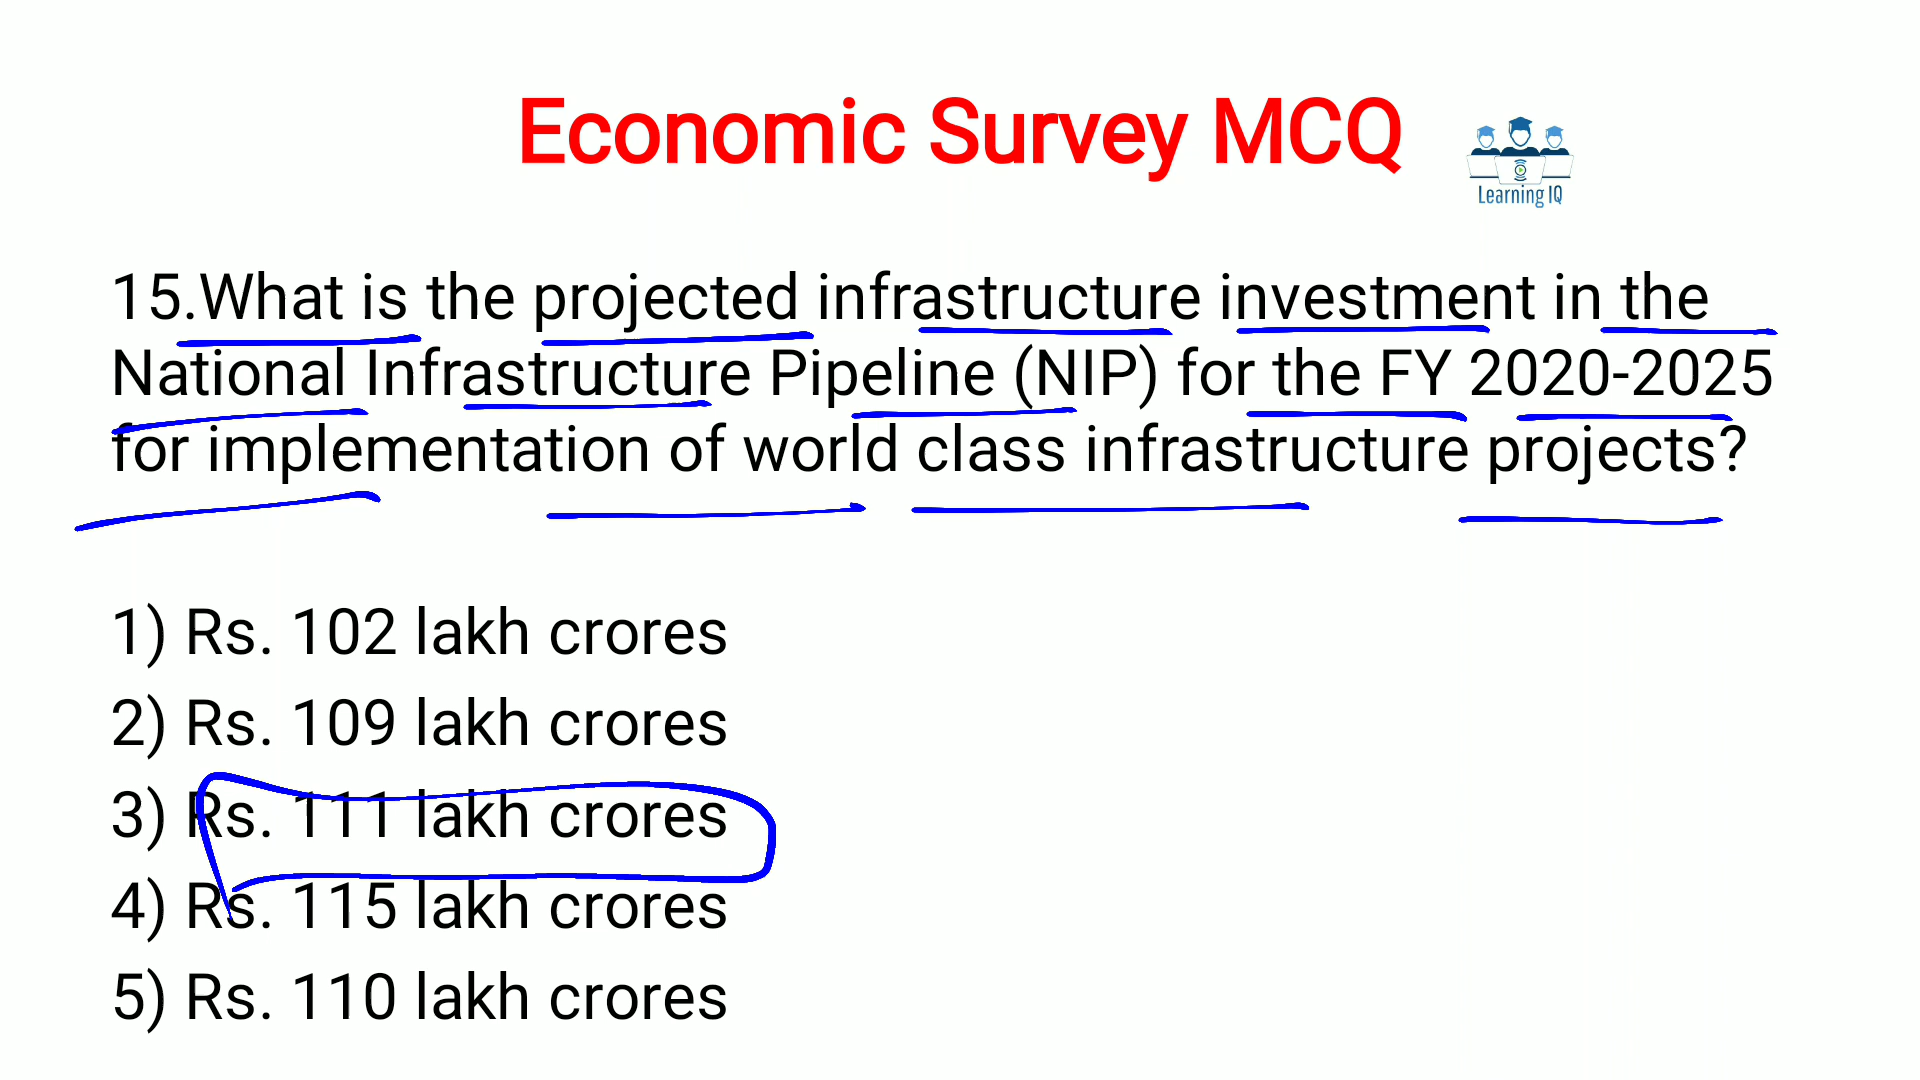 Economic Survey MCQ
Learning IQ
15.What is the projected infrastructure investment in the
National Infrastructure Pipeline (NIP) for the FY 2020-2025
for implementation of world class infrastructure projects?
1) Rs. 102 lakh crores
2) Rs. 109 lakh crores
3) Rs. 111 lakh crores
4) Rs. 115 lakh crores
5) Rs. 110 lakh crores